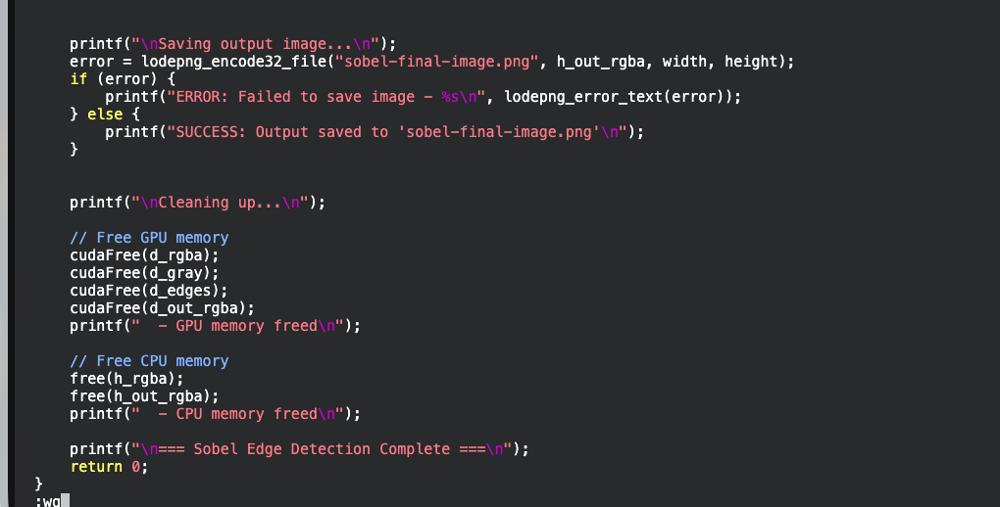 printf("\nSaving output image...\n");
error = lodepng_encode32_file("sobel-final-image.png", h_out_rgba, width, height);
if (error) {
printf("ERROR: Failed to save image - %s\n", lodepng_error_text(error));
} else {
printf("SUCCESS: Output saved to 'sobel-final-image.png'\n");
}
printf("\nCleaning up...\n");
// Free GPU memory
cudaFree(d_rgba);
cudaFree(d_gray);
cudaFree(d_edges);
cudaFree(d_out_rgba);
printf("  - GPU memory freed\n");
// Free CPU memory
free(h_rgba);
free(h_out_rgba);
printf("  - CPU memory freed\n");
printf("\n=== Sobel Edge Detection Complete ===\n");
return 0;
}
:wq